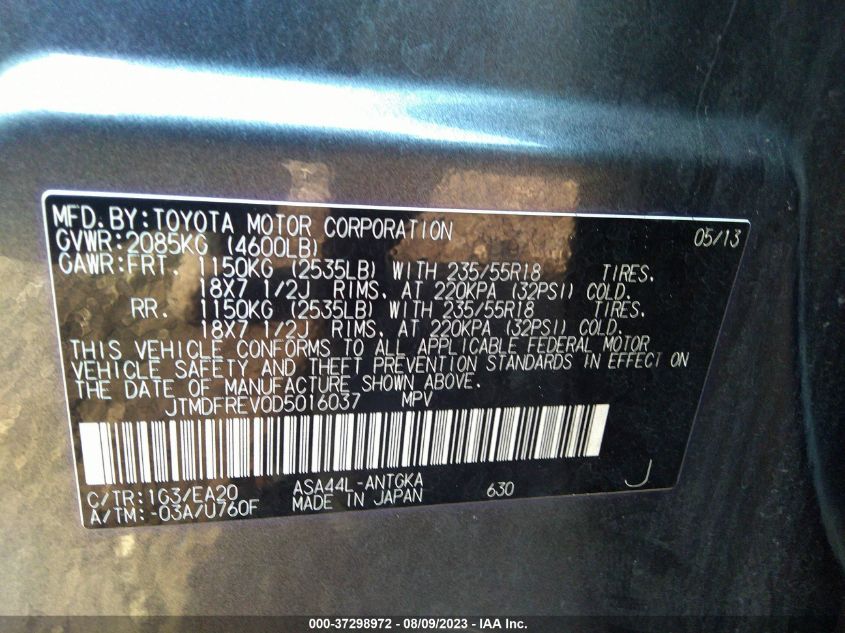 MFD.BY:TOYOTA MOTOR CORPORATION 05/13
GVWR:2085KG (4600LB)
GAWR:FRT. 1150KG (2535LB) WITH 235/55R18 TIRES.
18X7 1/2J RIMS. AT 220KPA (32PSI) COLD.
RR. 1150KG (2535LB) WITH 235/55R18 TIRES.
18X7 1/2J RIMS. AT 220KPA (32PSI) COLD.
THIS VEHICLE CONFORMS TO ALL APPLICABLE FEDERAL MOTOR
VEHICLE SAFETY AND THEFT PREVENTION STANDARDS IN EFFECT ON
THE DATE OF MANUFACTURE SHOWN ABOVE.
JTMDFREV0D5016037 MPV
C/TR:1G3/EA20 ASA44L-ANTGKA 630 J
A/TM:-03A/U760F MADE IN JAPAN
000-37298972 - 08/09/2023 - IAA Inc.